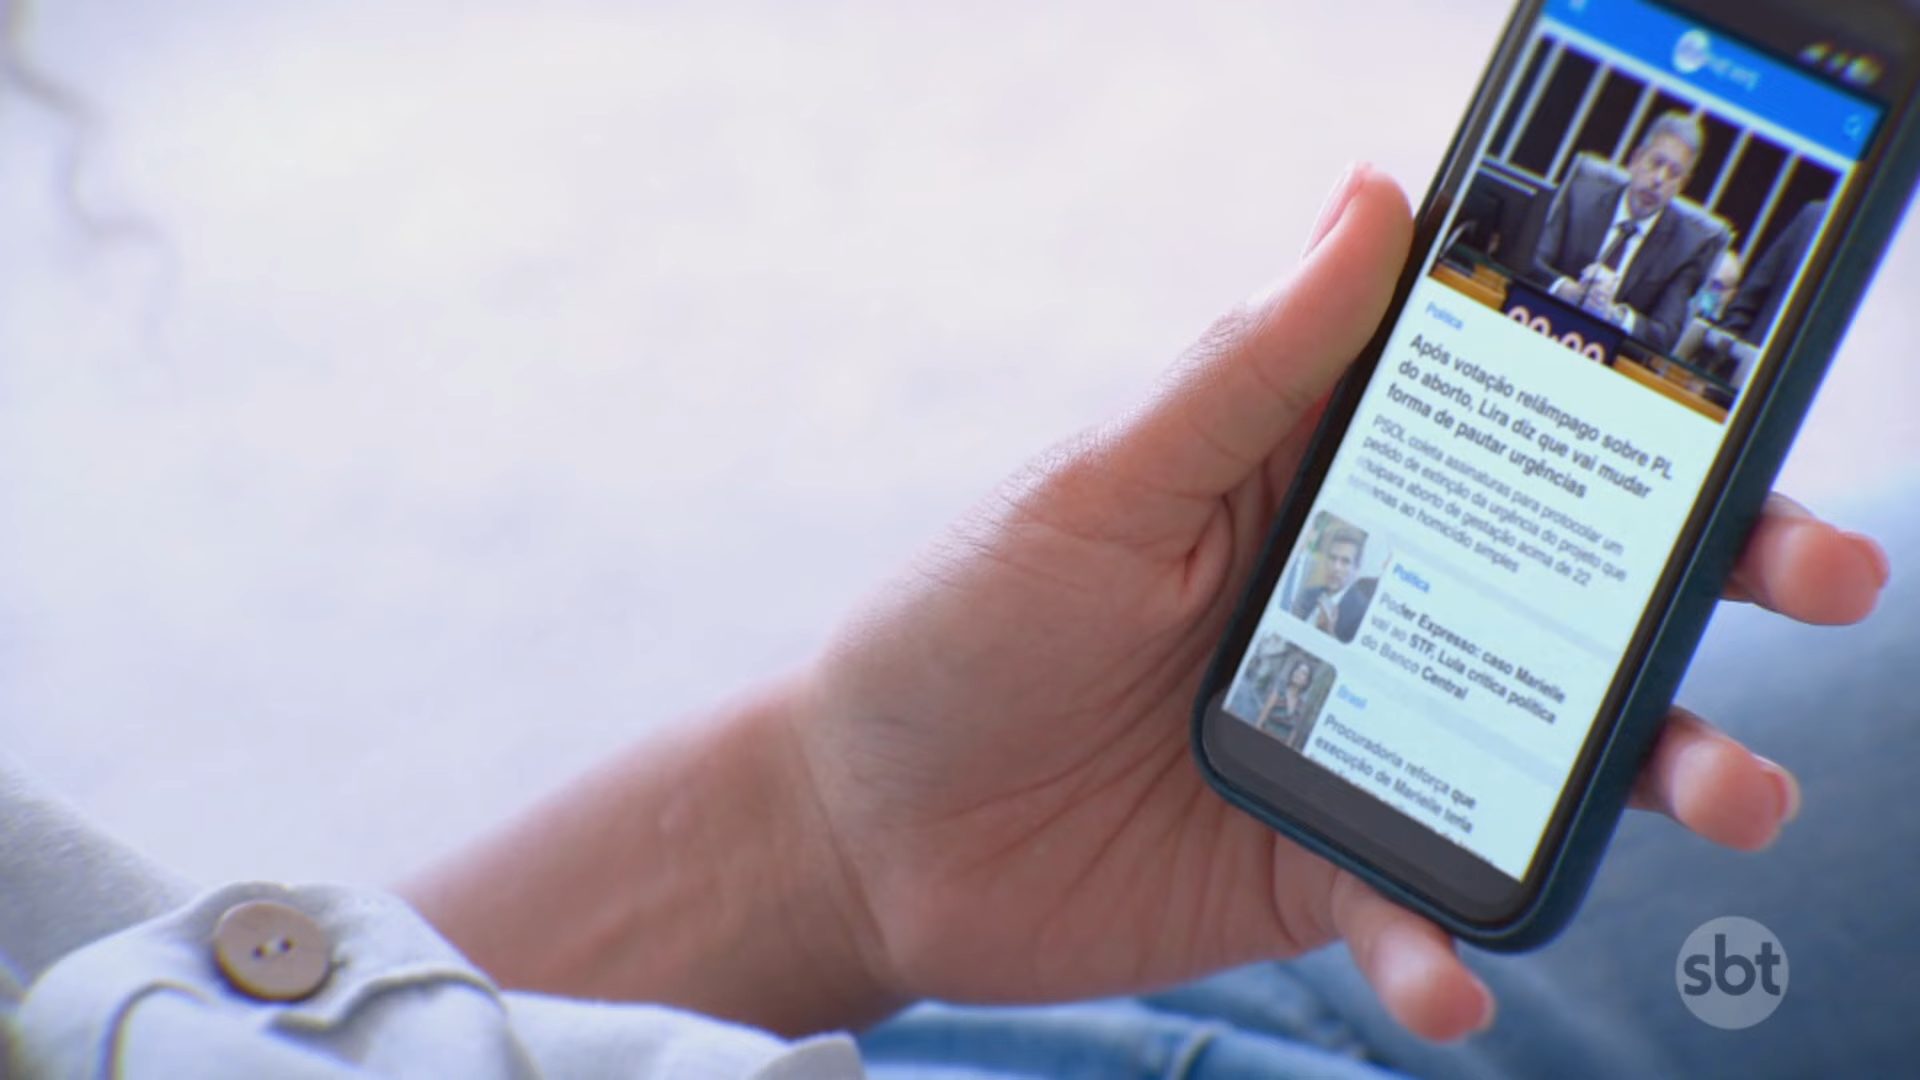 news
Política
00:00
Após votação relâmpago sobre PL
do aborto, Lira diz que vai mudar
forma de pautar urgências
PSOL coleta assinaturas para protocolar um
pedido de extinção da urgência do projeto que
aborto de gestação acima de 22
ao homicídio simples
Política
Poder Expresso: caso Marielle
vai ao STF, Lula critica política
do Banco Central
Brasil
Procuradoria reforça que
execução de Marielle teria
sbt